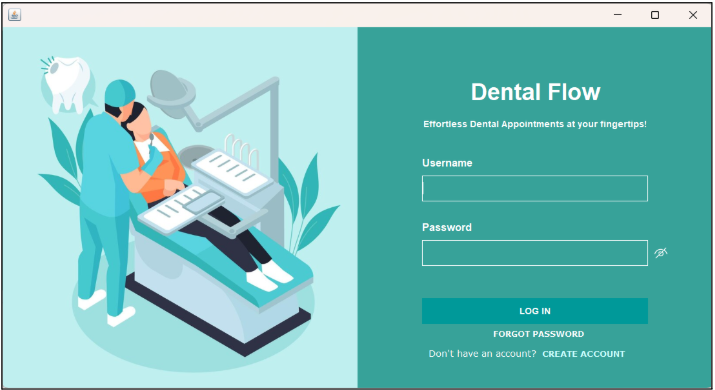 Dental Flow
Effortless Dental Appointments at your fingertips!
Username
Password
LOG IN
FORGOT PASSWORD
Don't have an account? CREATE ACCOUNT